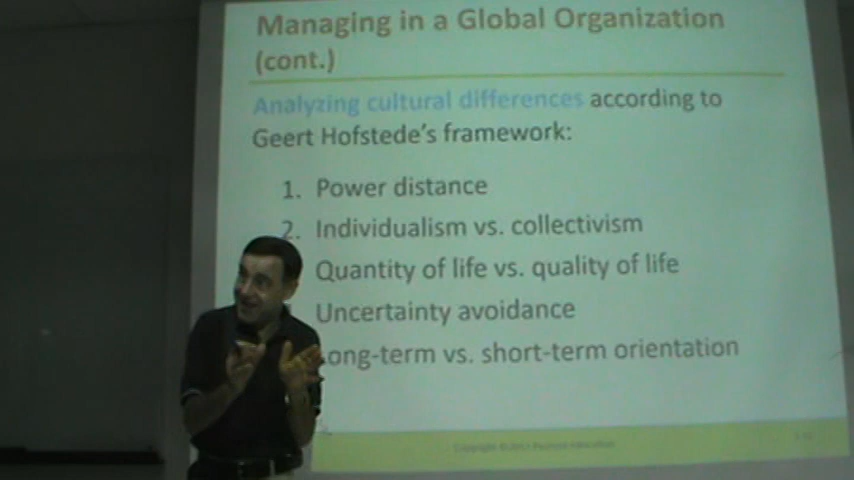 Managing in a Global Organization
(cont.)
Analyzing cultural differences according to
Geert Hofstede's framework:
1. Power distance
2. Individualism vs. collectivism
Quantity of life vs. quality of life
Uncertainty avoidance
Long-term vs. short-term orientation